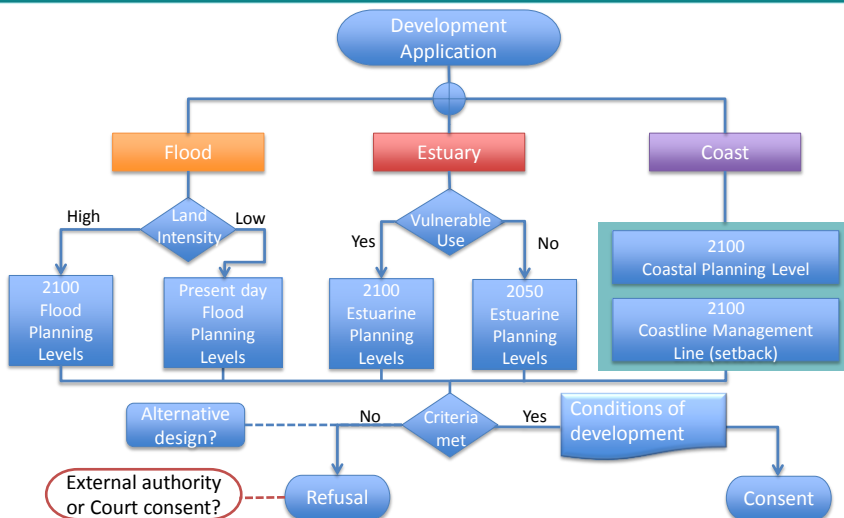 Development
Application
Flood
Estuary
Coast
High
Land
Intensity
Low
Yes
Vulnerable
Use
No
2100
Flood
Planning
Levels
Present day
Flood
Planning
Levels
2100
Estuarine
Planning
Levels
2050
Estuarine
Planning
Levels
2100
Coastal Planning Level
2100
Coastline Management
Line (setback)
Alternative
design?
No
Criteria
met
Yes
Conditions of
development
External authority
or Court consent?
Refusal
Consent